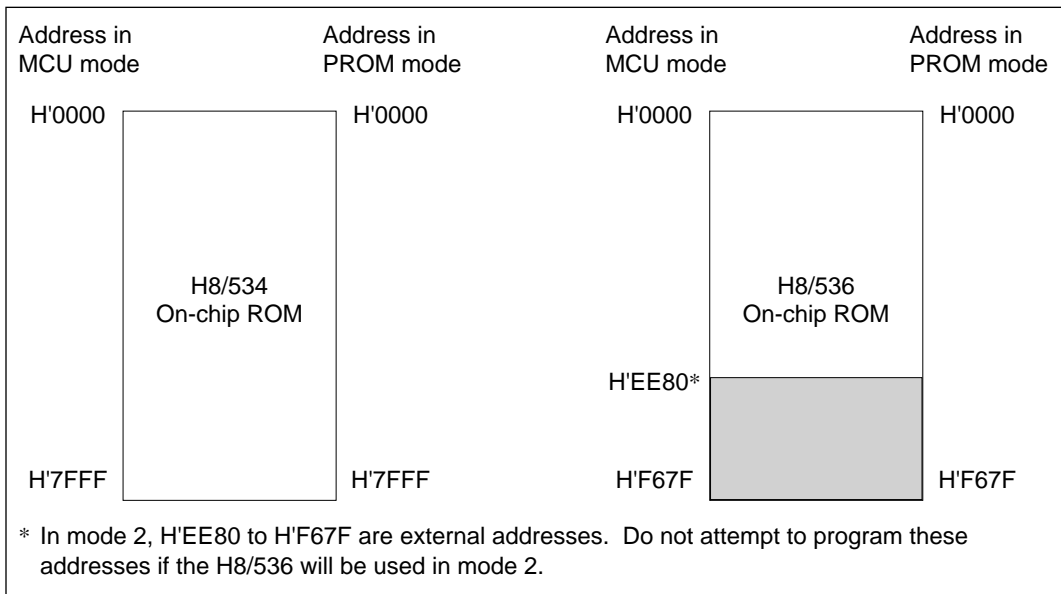 Address in
MCU mode
Address in
PROM mode
H'0000
H'0000
H8/534
On-chip ROM
H'7FFF
H'7FFF
Address in
MCU mode
Address in
PROM mode
H'0000
H'0000
H8/536
On-chip ROM
H'EE80*
H'F67F
H'F67F
* In mode 2, H'EE80 to H'F67F are external addresses.  Do not attempt to program these
addresses if the H8/536 will be used in mode 2.